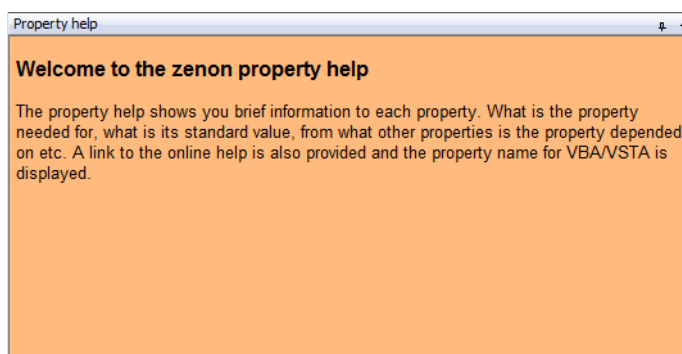 Property help
Welcome to the zenon property help
The property help shows you brief information to each property. What is the property
needed for, what is its standard value, from what other properties is the property depended
on etc. A link to the online help is also provided and the property name for VBA/VSTA is
displayed.